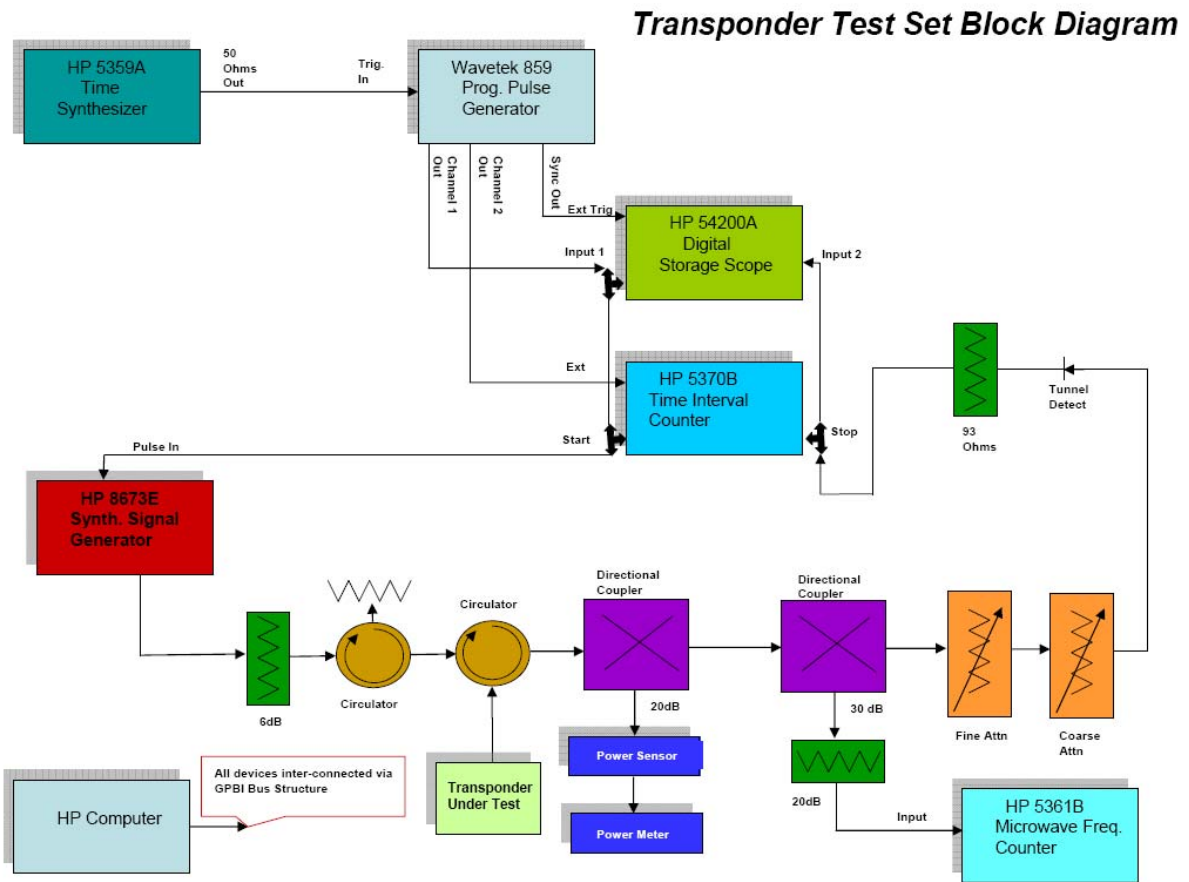 Transponder Test Set Block Diagram
HP 5359A
Time
Synthesizer
50
Ohms
Out
Trig.
In
Wavetek 859
Prog. Pulse
Generator
Channel 1
Out
Channel 2
Out
Sync Out
Ext Trig
HP 54200A
Digital
Storage Scope
Input 1
Input 2
Ext
HP 5370B
Time Interval
Counter
Start
Stop
Tunnel
Detect
93
Ohms
Pulse In
HP 8673E
Synth. Signal
Generator
6dB
Circulator
Circulator
Directional
Coupler
Directional
Coupler
20dB
30 dB
Fine Attn
Coarse
Attn
Power Sensor
Power Meter
Transponder
Under Test
20dB
Input
HP 5361B
Microwave Freq.
Counter
HP Computer
All devices inter-connected via
GPBI Bus Structure